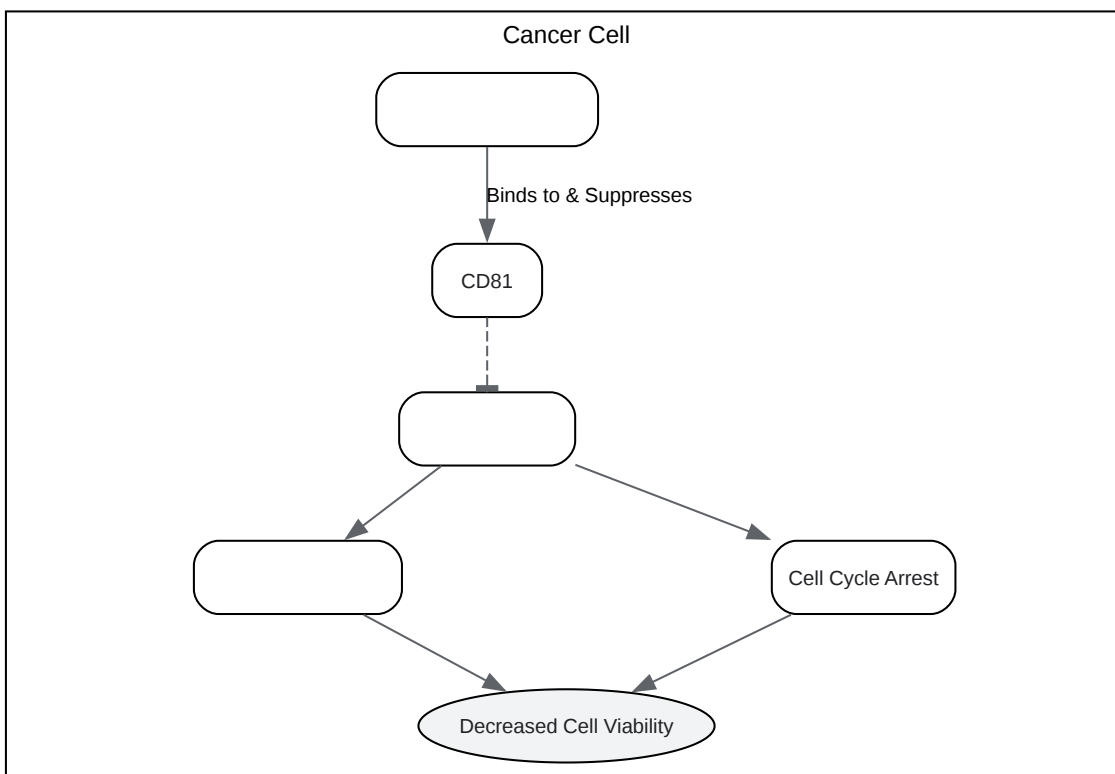 Cancer Cell
Binds to & Suppresses
CD81
Cell Cycle Arrest
Decreased Cell Viability